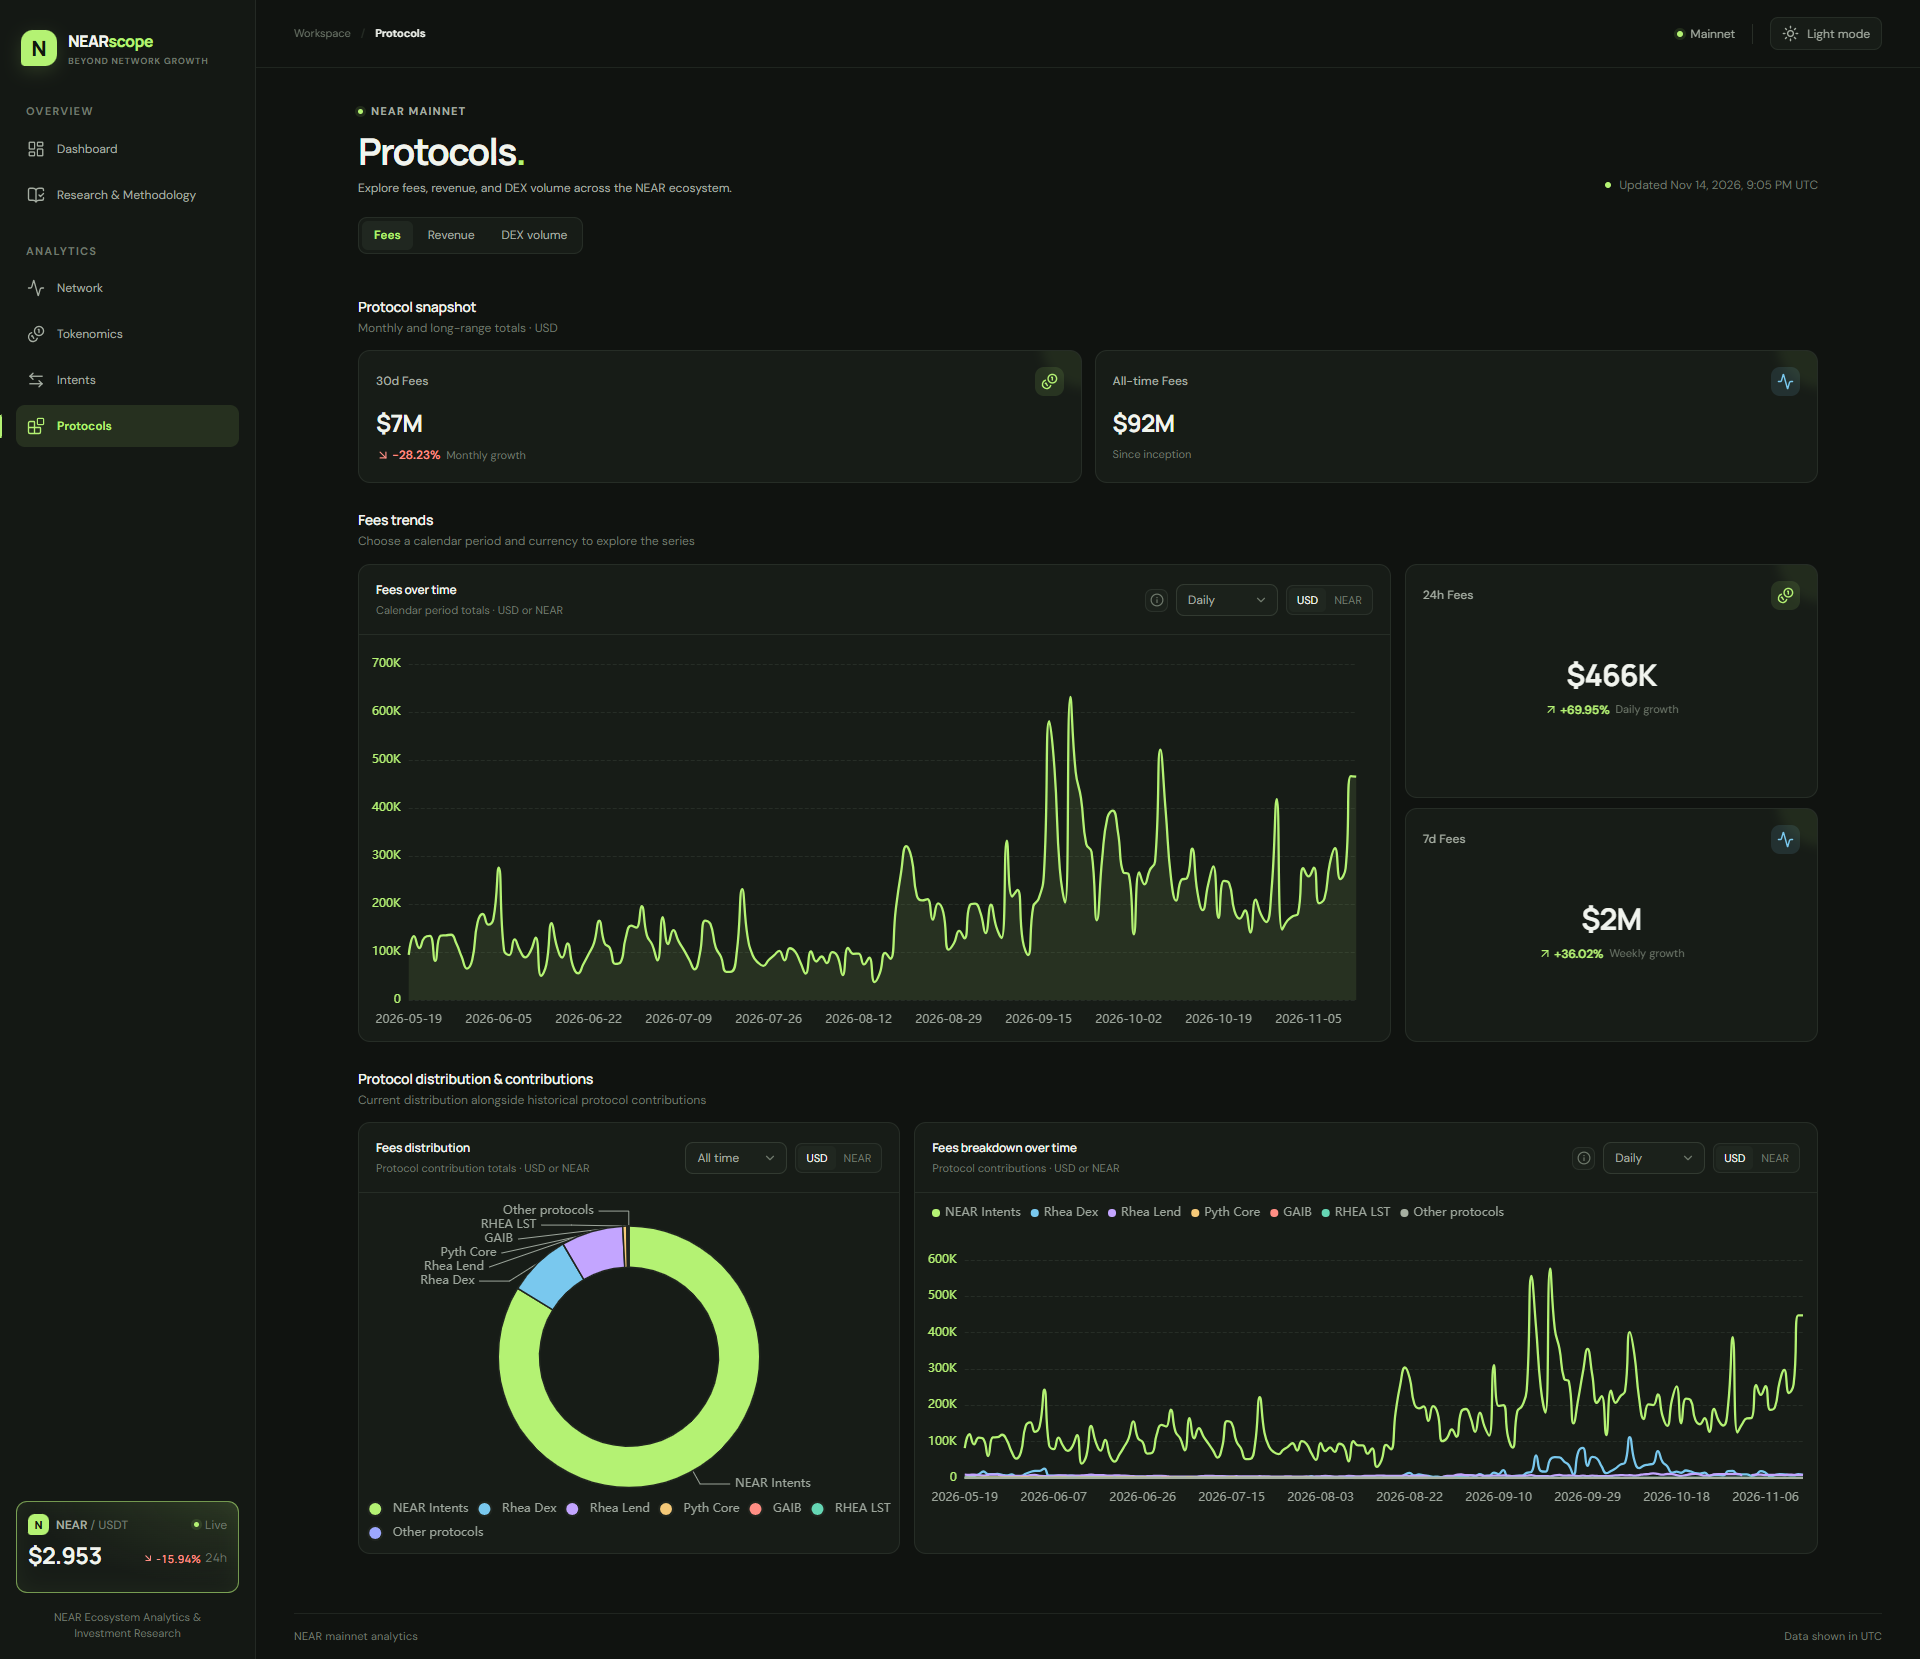 N
NEARscope
BEYOND NETWORK GROWTH
OVERVIEW
Dashboard
Research & Methodology
ANALYTICS
Network
Tokenomics
Intents
Protocols
N
NEAR / USDT
Live
$2.953
-15.94% 24h
NEAR Ecosystem Analytics &
Investment Research
Workspace / Protocols
Mainnet
Light mode
NEAR MAINNET
Protocols.
Explore fees, revenue, and DEX volume across the NEAR ecosystem.
Updated Nov 14, 2026, 9:05 PM UTC
Fees
Revenue
DEX volume
Protocol snapshot
Monthly and long-range totals · USD
30d Fees
$7M
-28.23% Monthly growth
All-time Fees
$92M
Since inception
Fees trends
Choose a calendar period and currency to explore the series
Fees over time
Calendar period totals · USD or NEAR
Daily
USD
NEAR
700K
600K
500K
400K
300K
200K
100K
0
2026-05-19
2026-06-05
2026-06-22
2026-07-09
2026-07-26
2026-08-12
2026-08-29
2026-09-15
2026-10-02
2026-10-19
2026-11-05
24h Fees
$466K
+69.95% Daily growth
7d Fees
$2M
+36.02% Weekly growth
Protocol distribution & contributions
Current distribution alongside historical protocol contributions
Fees distribution
Protocol contribution totals · USD or NEAR
All time
USD
NEAR
Other protocols
RHEA LST
GAIB
Pyth Core
Rhea Lend
Rhea Dex
NEAR Intents
NEAR Intents
Rhea Dex
Rhea Lend
Pyth Core
GAIB
RHEA LST
Other protocols
Fees breakdown over time
Protocol contributions · USD or NEAR
Daily
USD
NEAR
NEAR Intents
Rhea Dex
Rhea Lend
Pyth Core
GAIB
RHEA LST
Other protocols
600K
500K
400K
300K
200K
100K
0
2026-05-19
2026-06-07
2026-06-26
2026-07-15
2026-08-03
2026-08-22
2026-09-10
2026-09-29
2026-10-18
2026-11-06
NEAR mainnet analytics
Data shown in UTC